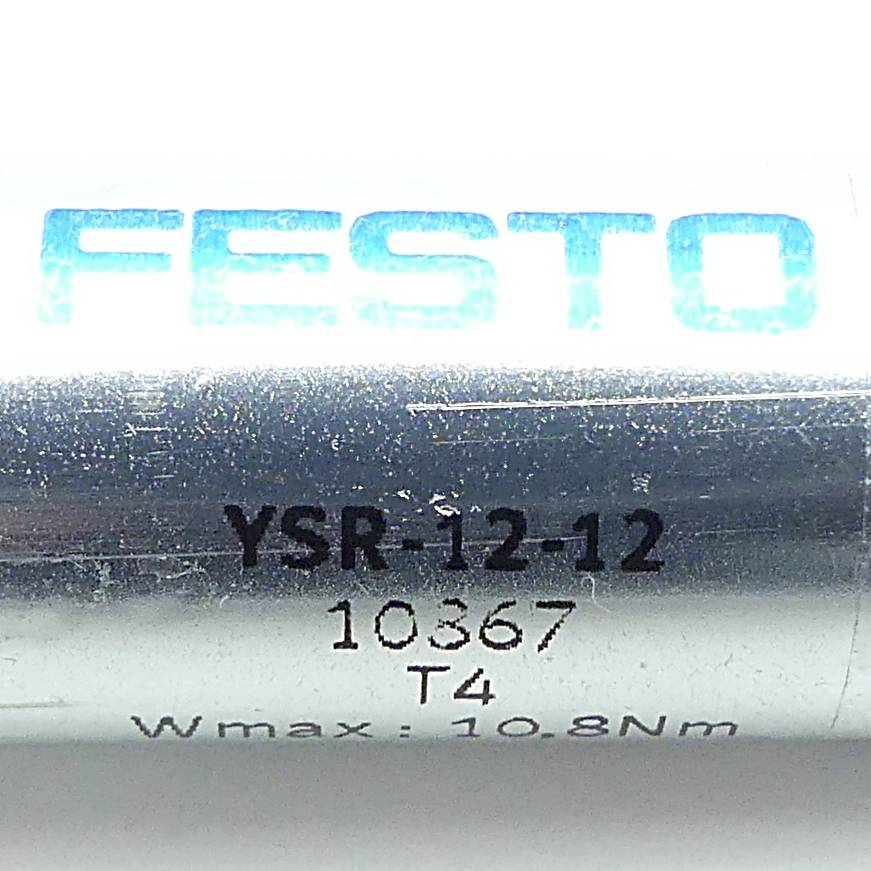 FESTO
YSR-12-12
10367
T4
Wmax: 10.8Nm